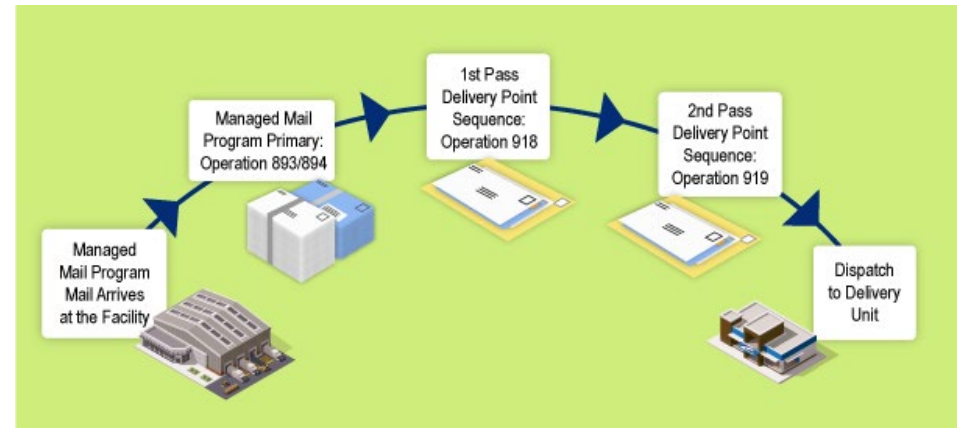 Managed
Mail Program
Mail Arrives
at the Facility
Managed Mail
Program Primary:
Operation 893/894
1st Pass
Delivery Point
Sequence:
Operation 918
2nd Pass
Delivery Point
Sequence:
Operation 919
Dispatch
to Delivery
Unit